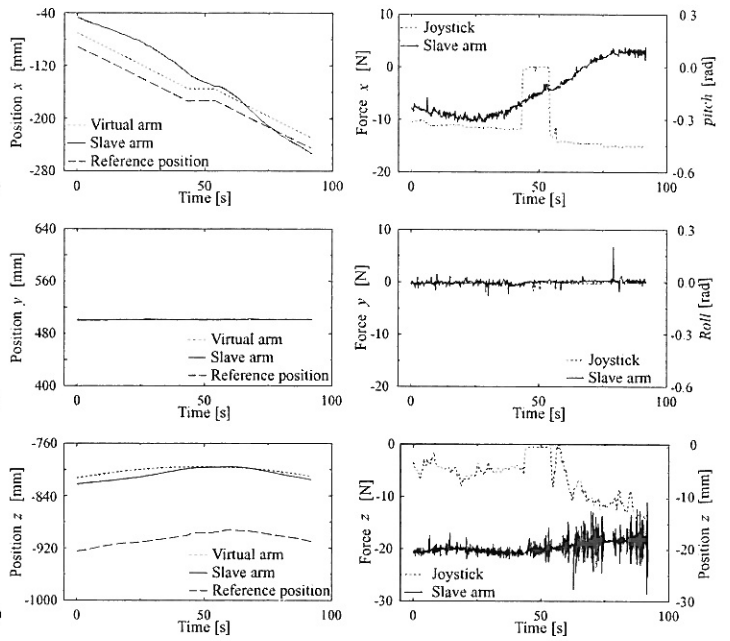 -40
-120
-200
-280
Position x [mm]
Virtual arm
Slave arm
Reference position
0
50
100
Time [s]
10
0
-10
-20
Force x [N]
Joystick
Slave arm
0.3
0.0
-0.3
-0.6
pitch [rad]
0
50
100
Time [s]
640
560
480
400
Position y [mm]
Virtual arm
Slave arm
Reference position
0
50
100
Time [s]
10
0
-10
-20
Force y [N]
Joystick
Slave arm
0.3
0.0
-0.3
-0.6
Roll [rad]
0
50
100
Time [s]
-760
-840
-920
-1000
Position z [mm]
Virtual arm
Slave arm
Reference position
0
50
100
Time [s]
0
-10
-20
-30
Force z [N]
Joystick
Slave arm
0
-10
-20
-30
Position z [mm]
0
50
100
Time [s]